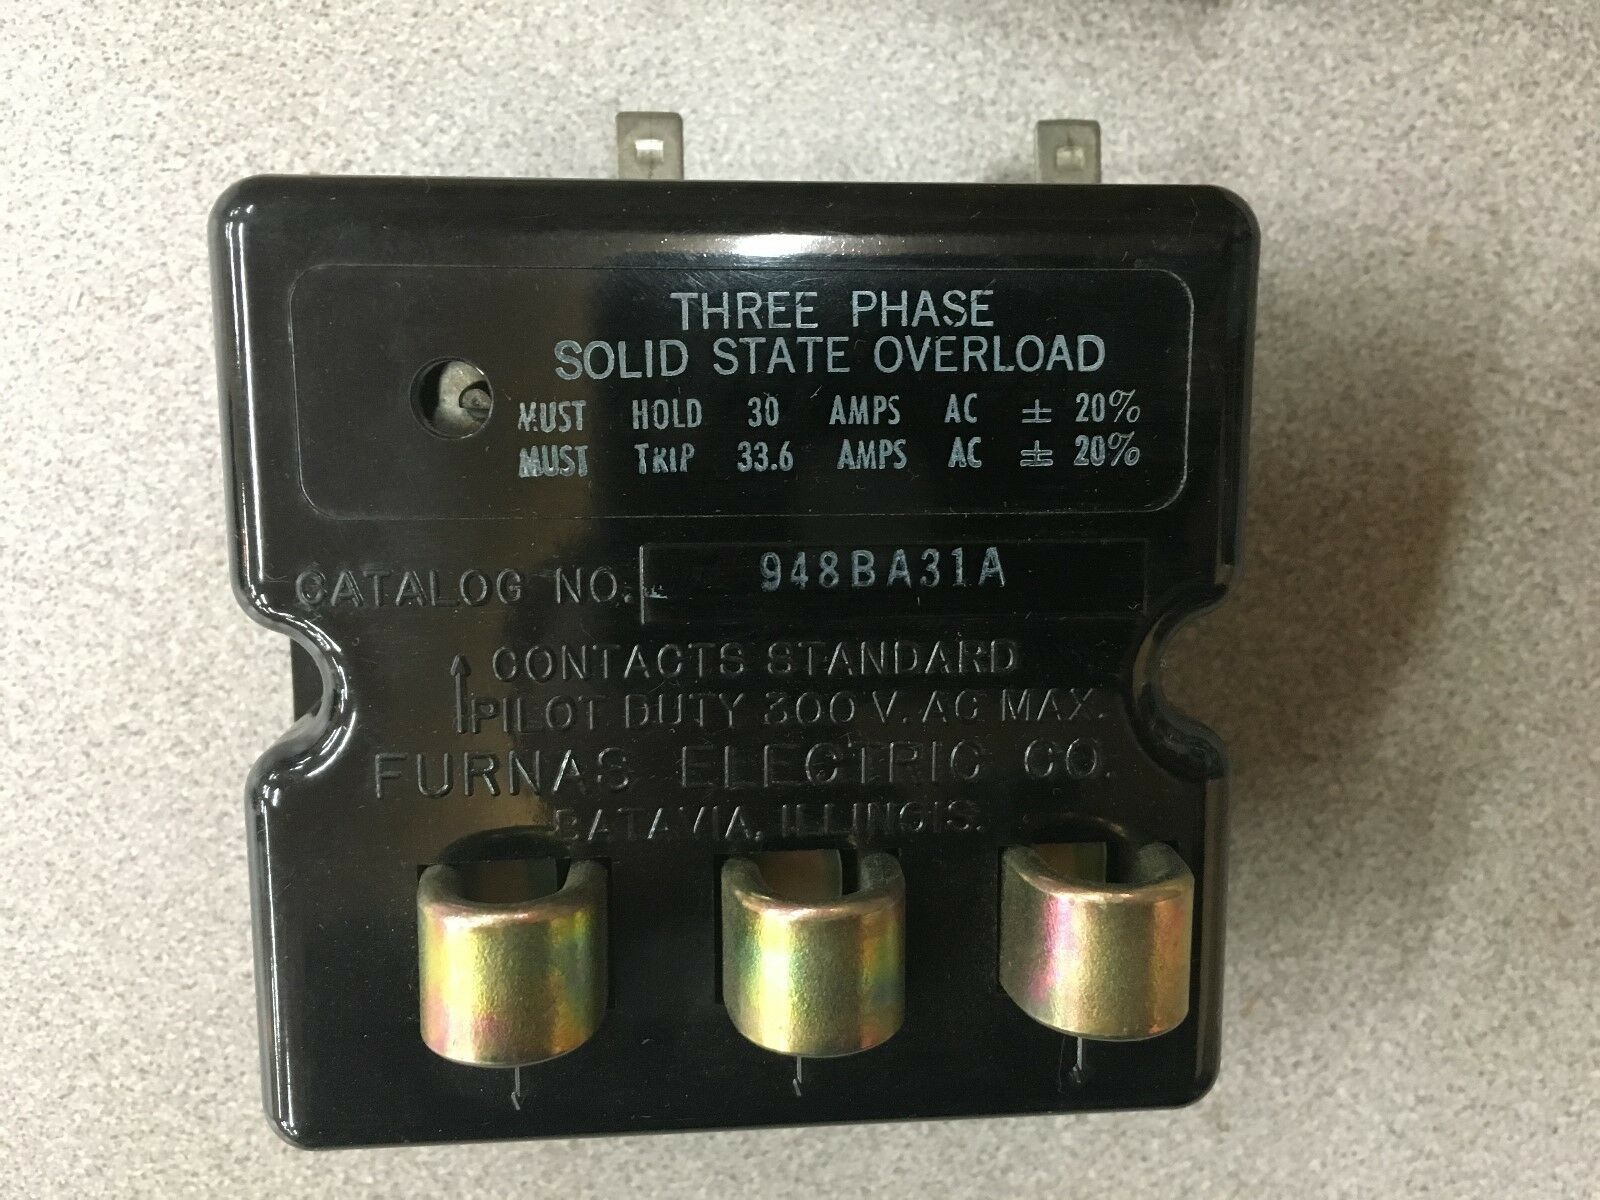 THREE PHASE
SOLID STATE OVERLOAD
MUST HOLD 30 AMPS AC ± 20%
MUST TRIP 33.6 AMPS AC ± 20%
CATALOG NO. 948BA31A
CONTACTS STANDARD
PILOT DUTY 300 V. AC MAX.
FURNAS ELECTRIC CO.
BATAVIA, ILLINOIS.